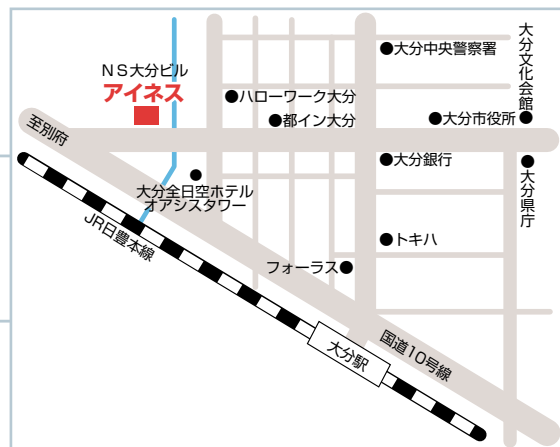 NS大分ビル
アイネス
至別府
●ハローワーク大分
●都イン大分
●大分中央警察署
大分文化会館●
●大分市役所
●大分銀行
●大分県庁
大分全日空ホテル
オアシスタワー
JR日豊本線
●トキハ
フォーラス●
国道10号線
大分駅